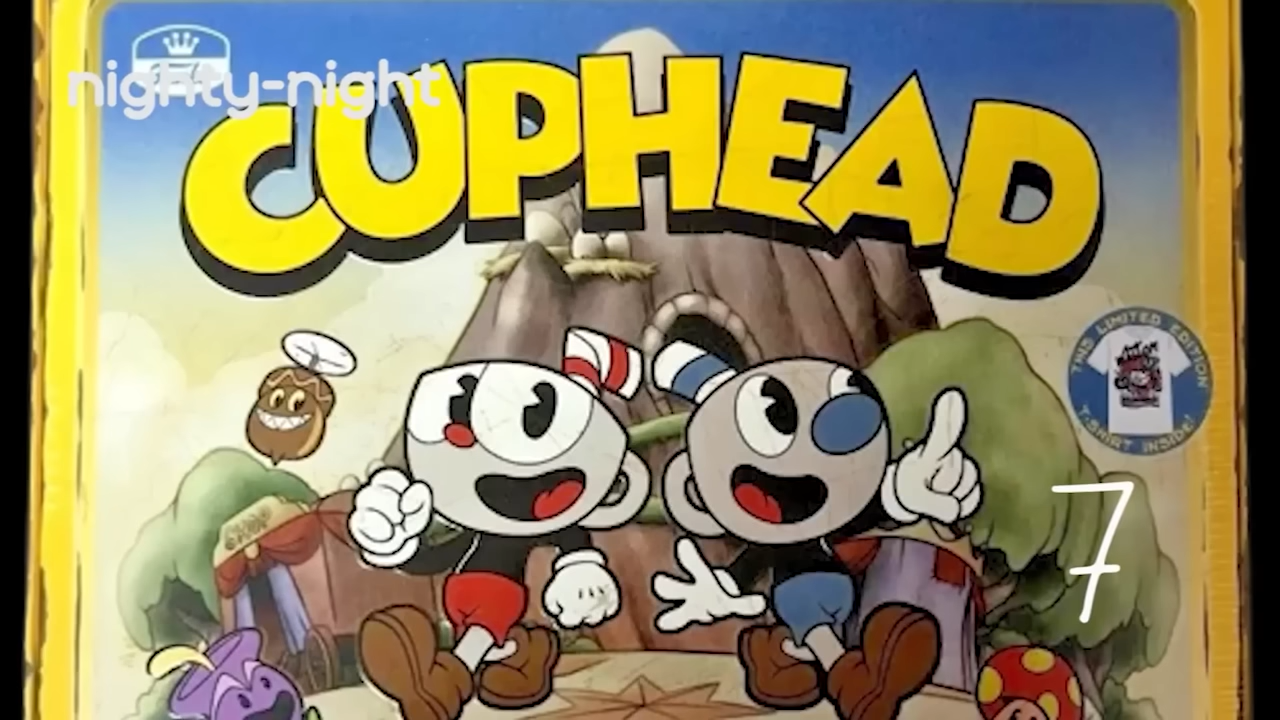 nighty-night
CUPHEAD
THIS LIMITED EDITION
T-SHIRT INSIDE!
7